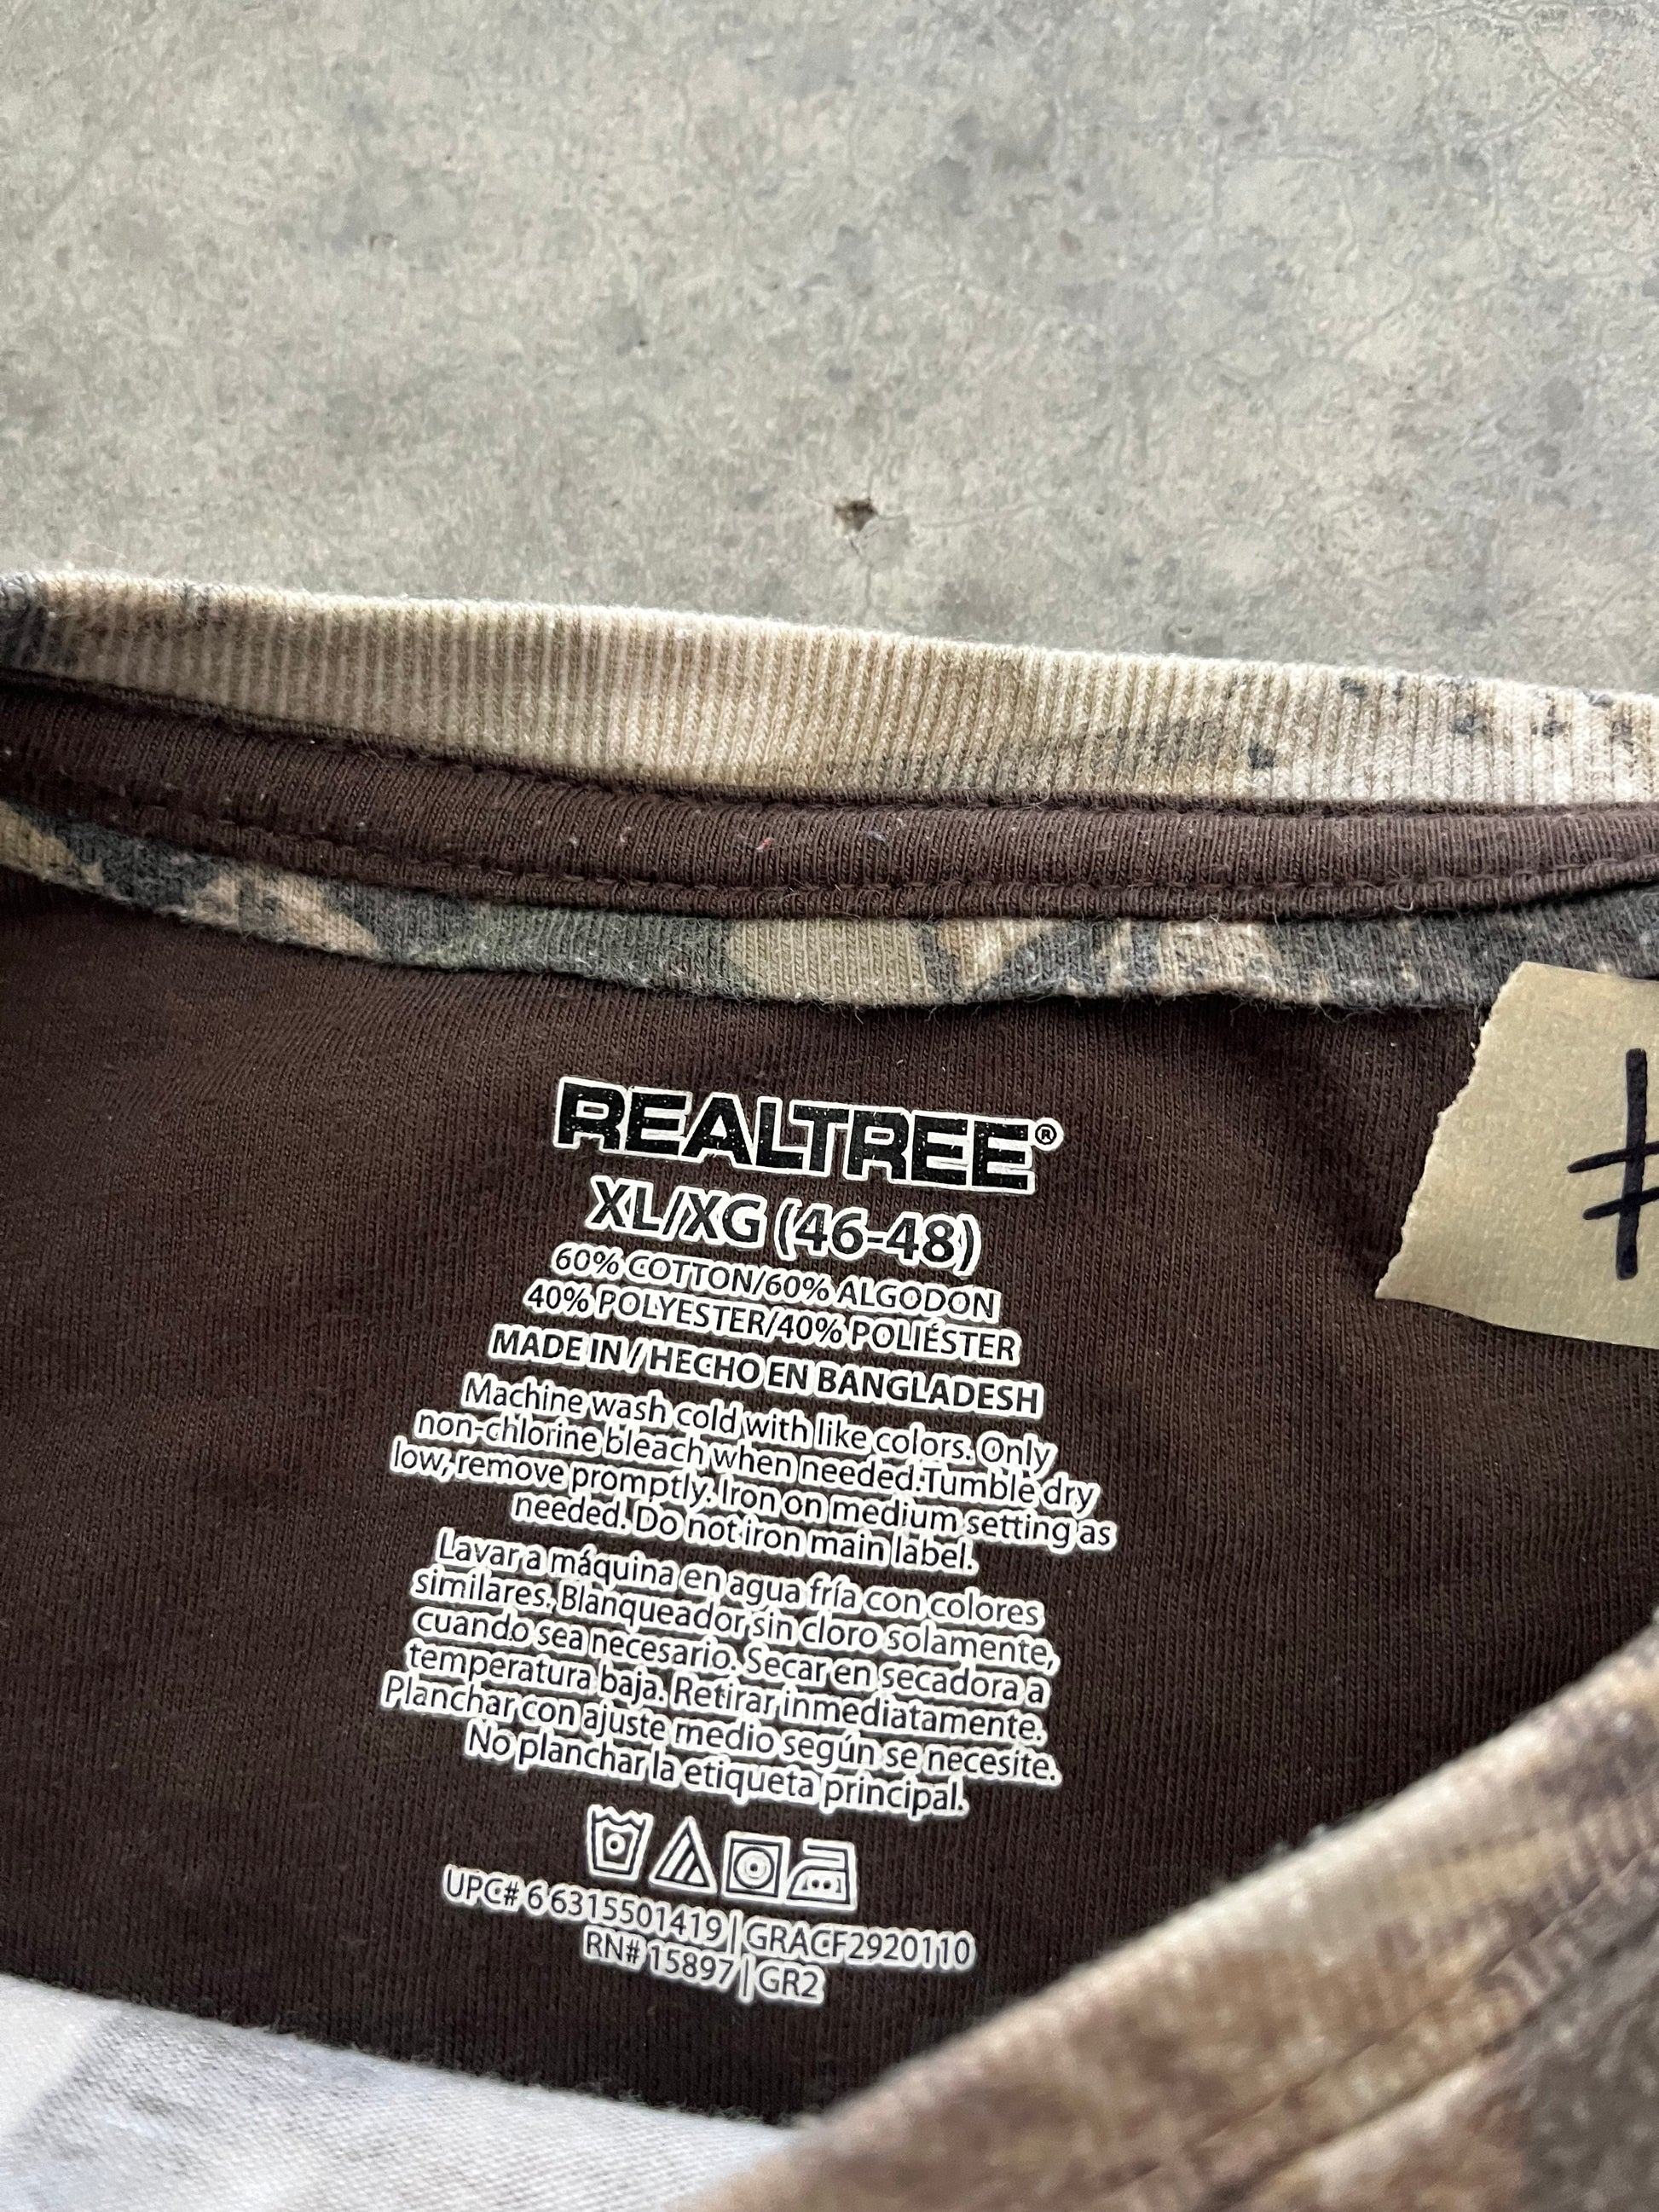 REALTREE®
XL/XG (46-48)
60% COTTON/60% ALGODON
40% POLYESTER/40% POLIÉSTER
MADE IN / HECHO EN BANGLADESH
Machine wash cold with like colors. Only
non-chlorine bleach when needed.Tumble dry
low, remove promptly. Iron on medium setting as
needed. Do not iron main label.
Lavar a máquina en agua fría con colores
similares. Blanqueador sin cloro solamente,
cuando sea necesario. Secar en secadora a
temperatura baja. Retirar inmediatamente.
Planchar con ajuste medio según se necesite.
No planchar la etiqueta principal.
UPC# 6 6315501419 | GRACF2920110
RN# 15897 | GR2
#